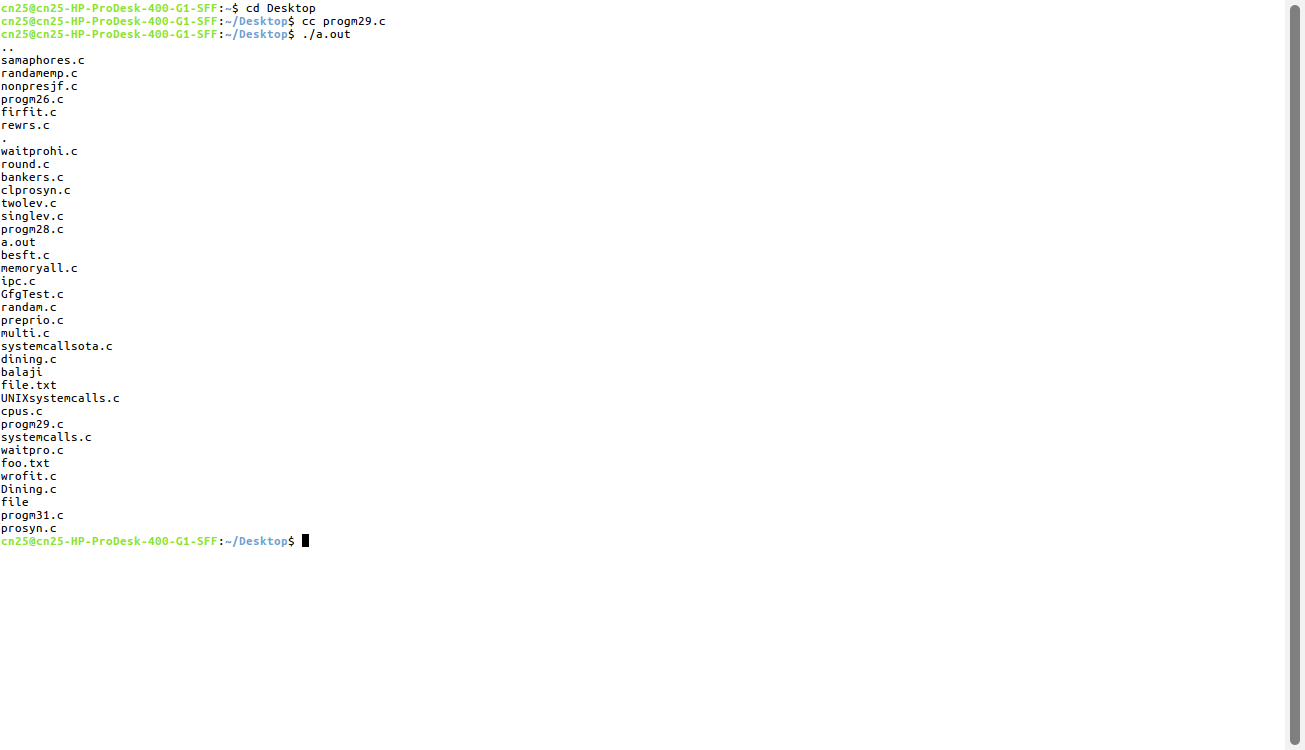 cn25@cn25-HP-ProDesk-400-G1-SFF:~$ cd Desktop
cn25@cn25-HP-ProDesk-400-G1-SFF:~/Desktop$ cc progm29.c
cn25@cn25-HP-ProDesk-400-G1-SFF:~/Desktop$ ./a.out
..
samaphores.c
randamemp.c
nonpresjf.c
progm26.c
firfit.c
rewrs.c
.
waitprohi.c
round.c
bankers.c
clprosyn.c
twolev.c
singlev.c
progm28.c
a.out
besft.c
memoryall.c
ipc.c
GfgTest.c
randam.c
preprio.c
multi.c
systemcallsota.c
dining.c
balaji
file.txt
UNIXsystemcalls.c
cpus.c
progm29.c
systemcalls.c
waitpro.c
foo.txt
wrofit.c
Dining.c
file
progm31.c
prosyn.c
cn25@cn25-HP-ProDesk-400-G1-SFF:~/Desktop$